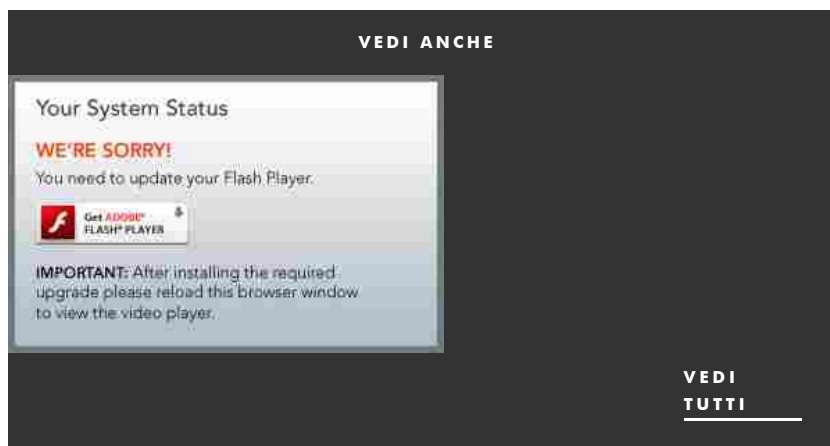 VEDI ANCHE
Your System Status
WE'RE SORRY!
You need to update your Flash Player.
Get ADOBE®
FLASH® PLAYER
IMPORTANT: After installing the required
upgrade please reload this browser window
to view the video player.
VEDI
TUTTI